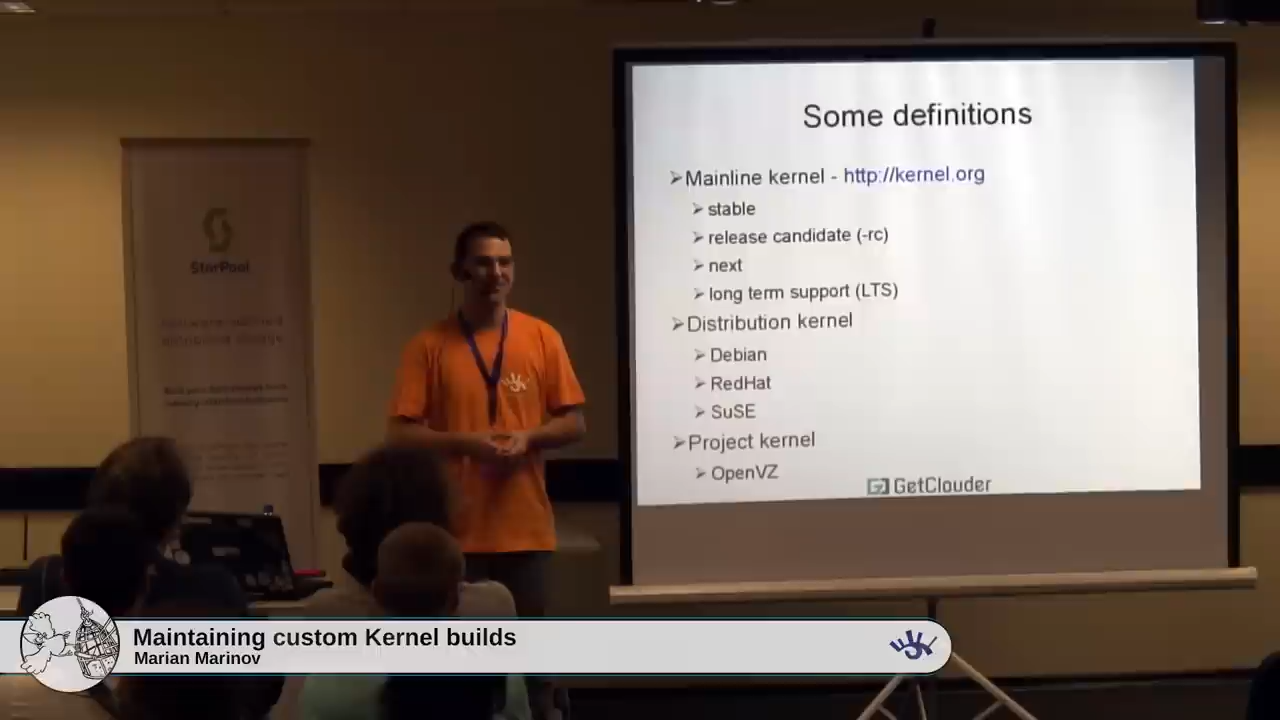 Some definitions
➢Mainline kernel - http://kernel.org
➢stable
➢release candidate (-rc)
➢next
➢long term support (LTS)
➢Distribution kernel
➢Debian
➢RedHat
➢SuSE
➢Project kernel
➢OpenVZ
GetClouder
StorPool
Maintaining custom Kernel builds
Marian Marinov